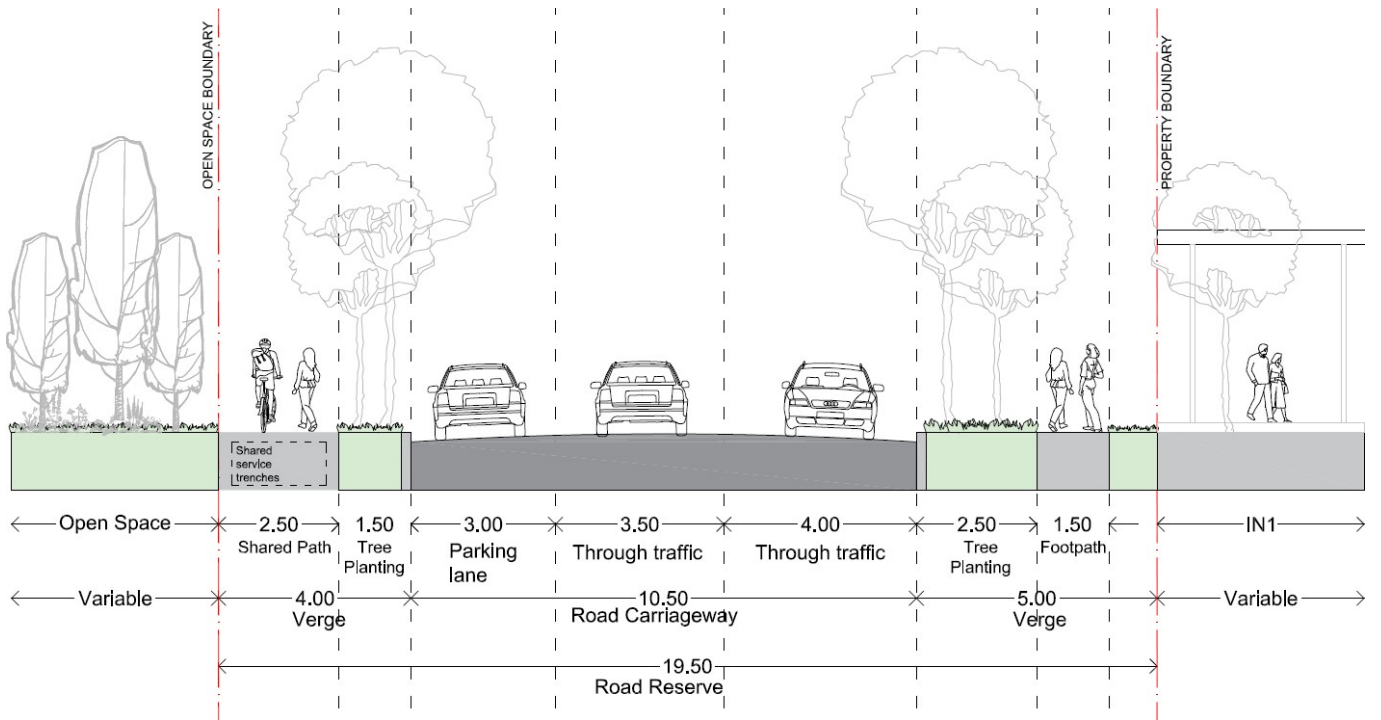 OPEN SPACE BOUNDARY
PROPERTY BOUNDARY
Shared
service
trenches
Open Space
2.50
Shared Path
1.50
Tree
Planting
3.00
Parking
lane
3.50
Through traffic
4.00
Through traffic
2.50
Tree
Planting
1.50
Footpath
IN1
Variable
4.00
Verge
10.50
Road Carriageway
5.00
Verge
Variable
19.50
Road Reserve